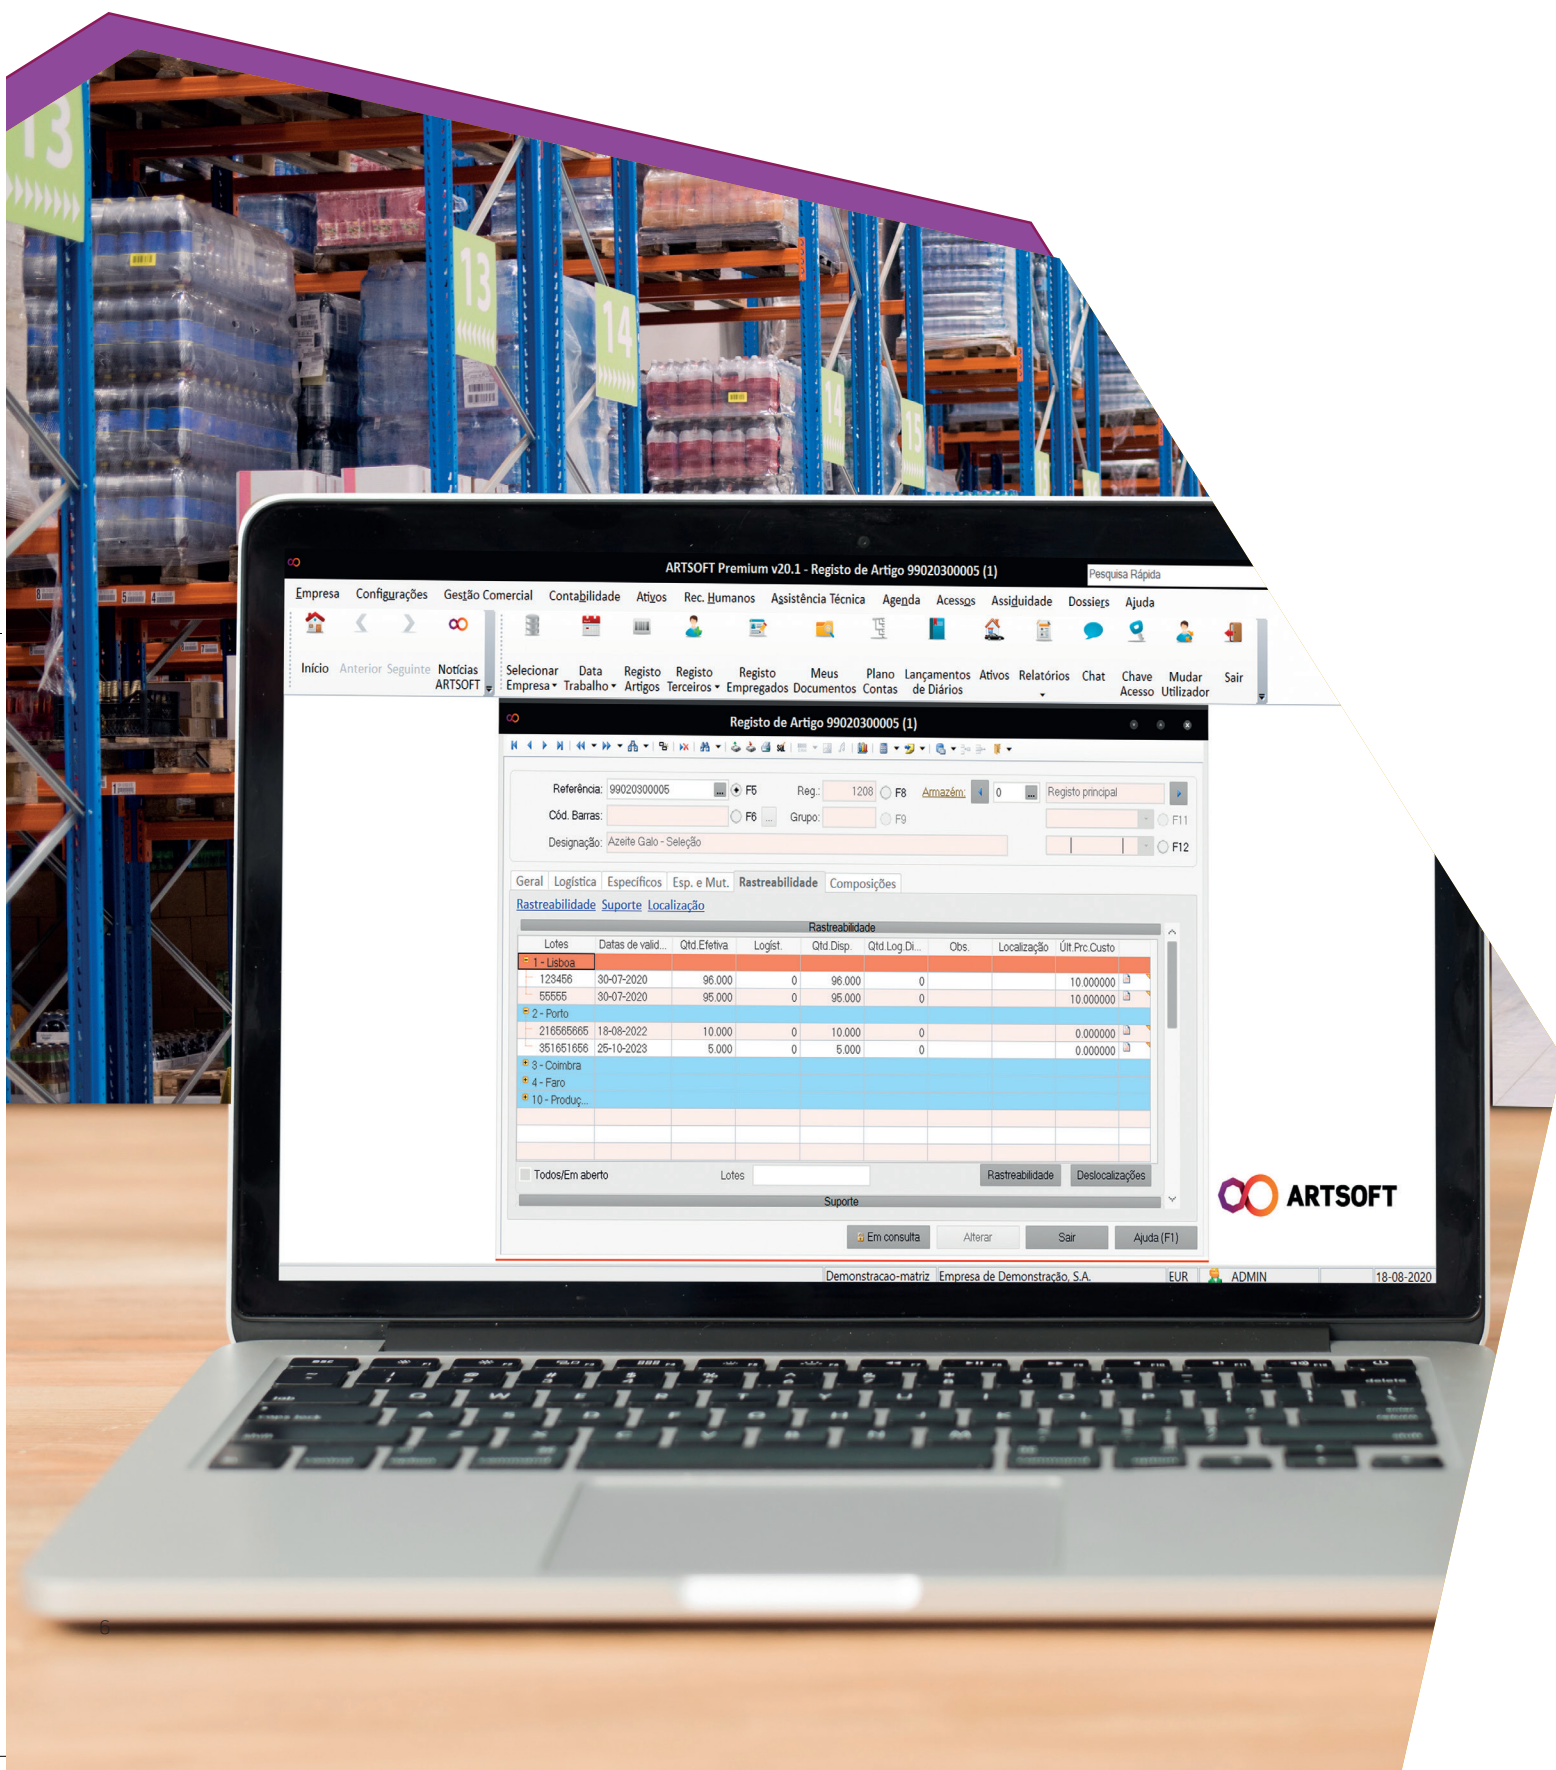 13
13
14
14
15
ARTSOFT Premium v20.1 - Registo de Artigo 99020300005 (1)
Pesquisa Rápida
Empresa Configurações Gestão Comercial Contabilidade Ativos Rec. Humanos Assistência Técnica Agenda Acessos Assiduidade Dossiers Ajuda
Início Anterior Seguinte Notícias ARTSOFT
Selecionar Empresa Data Trabalho Registo Artigos Registo Terceiros Registo Empregados Meus Documentos Plano Contas Lançamentos de Diários Ativos Relatórios Chat Chave Acesso Mudar Utilizador Sair
Registo de Artigo 99020300005 (1)
Referência: 99020300005 ... F5 Reg.: 1208 F8 Armazém: 0 ... Registo principal
Cód. Barras: F6 ... Grupo: F9 F11
Designação: Azeite Galo - Seleção F12
Geral Logística Específicos Esp. e Mut. Rastreabilidade Composições
Rastreabilidade Suporte Localização
Rastreabilidade
Lotes Datas de valid... Qtd.Efetiva Logíst. Qtd.Disp. Qtd.Log.Di... Obs. Localização Últ.Prc.Custo
1 - Lisboa
123456 30-07-2020 96.000 0 96.000 0 10.000000
55555 30-07-2020 95.000 0 95.000 0 10.000000
2 - Porto
216565665 18-08-2022 10.000 0 10.000 0 0.000000
351651656 25-10-2023 5.000 0 5.000 0 0.000000
3 - Coimbra
4 - Faro
10 - Produç...
Todos/Em aberto Lotes Rastreabilidade Deslocalizações
Suporte
Em consulta Alterar Sair Ajuda (F1)
ARTSOFT
Demonstracao-matriz Empresa de Demonstração, S.A. EUR ADMIN 18-08-2020
6